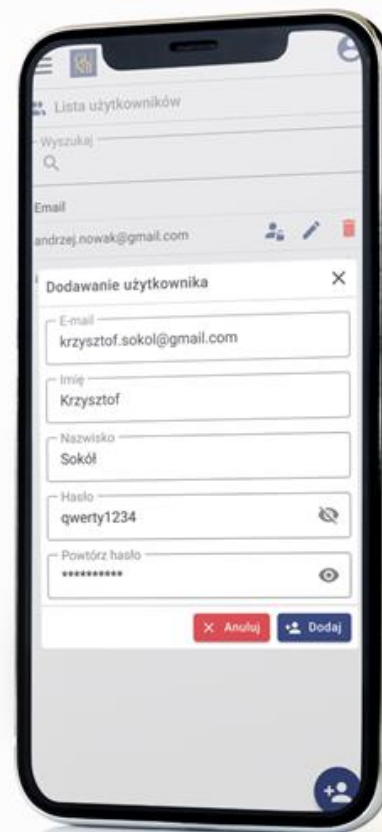 Lista użytkowników
Wyszukaj
Email
andrzej.nowak@gmail.com
Dodawanie użytkownika
E-mail
krzysztof.sokol@gmail.com
Imię
Krzysztof
Nazwisko
Sokół
Hasło
qwerty1234
Powtórz hasło
**********
Anuluj
Dodaj